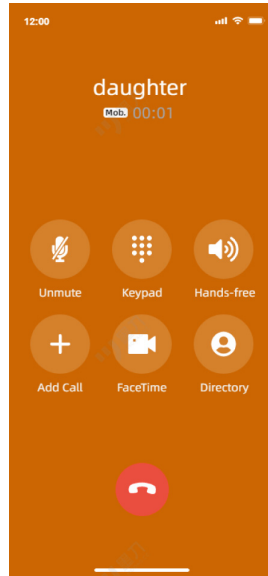 12:00
daughter
Mob. 00:01
Unmute Keypad Hands-free
Add Call FaceTime Directory